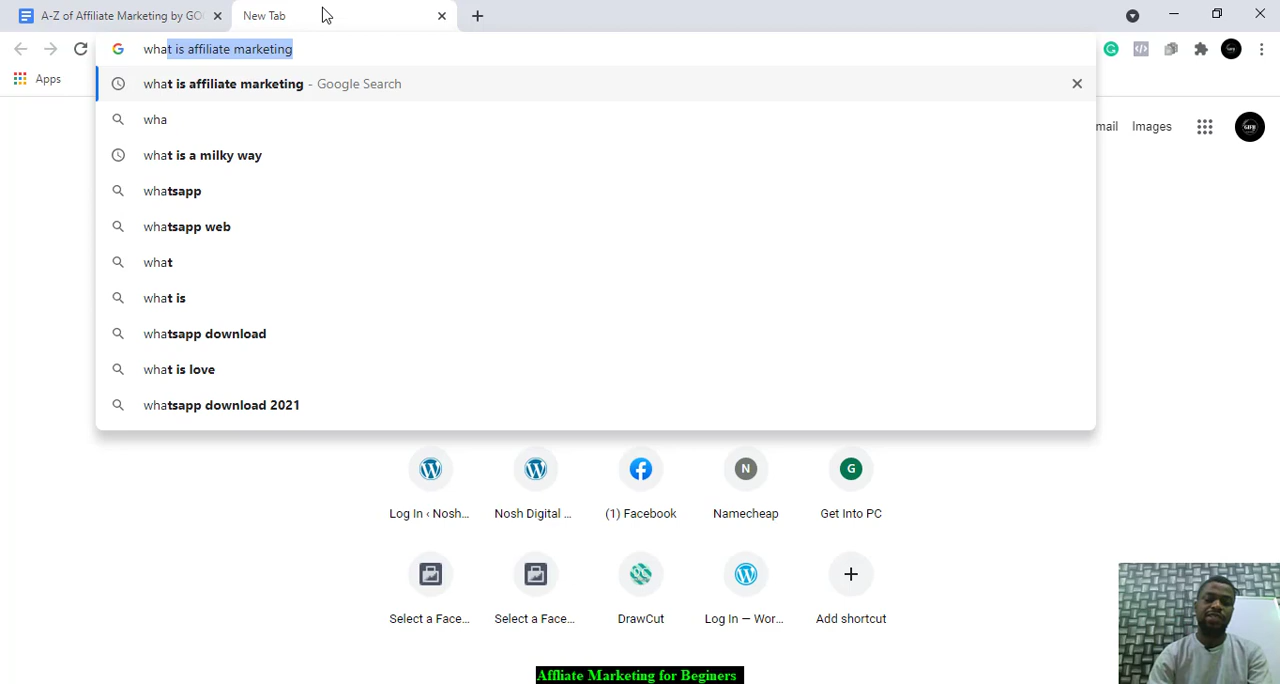 A-Z of Affiliate Marketing by GO
New Tab
what is affiliate marketing
Apps
what is affiliate marketing - Google Search
wha
what is a milky way
whatsapp
whatsapp web
what
what is
whatsapp download
what is love
whatsapp download 2021
mail
Images
Log In ‹ Nosh...
Nosh Digital ...
(1) Facebook
N
Namecheap
G
Get Into PC
Select a Face...
Select a Face...
DrawCut
Log In — Wor...
Add shortcut
Affliate Marketing for Beginers